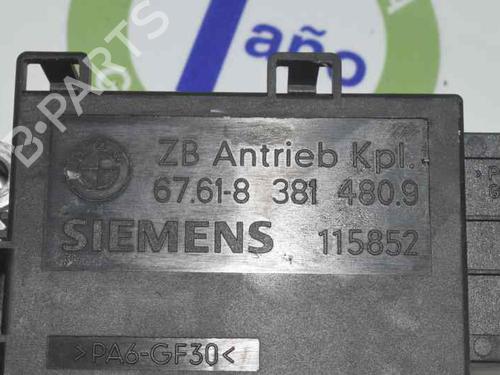 año
B-PARTS
ZB Antrieb Kpl.
67.61-8 381 480.9
SIEMENS 115852
>PA6-GF30<